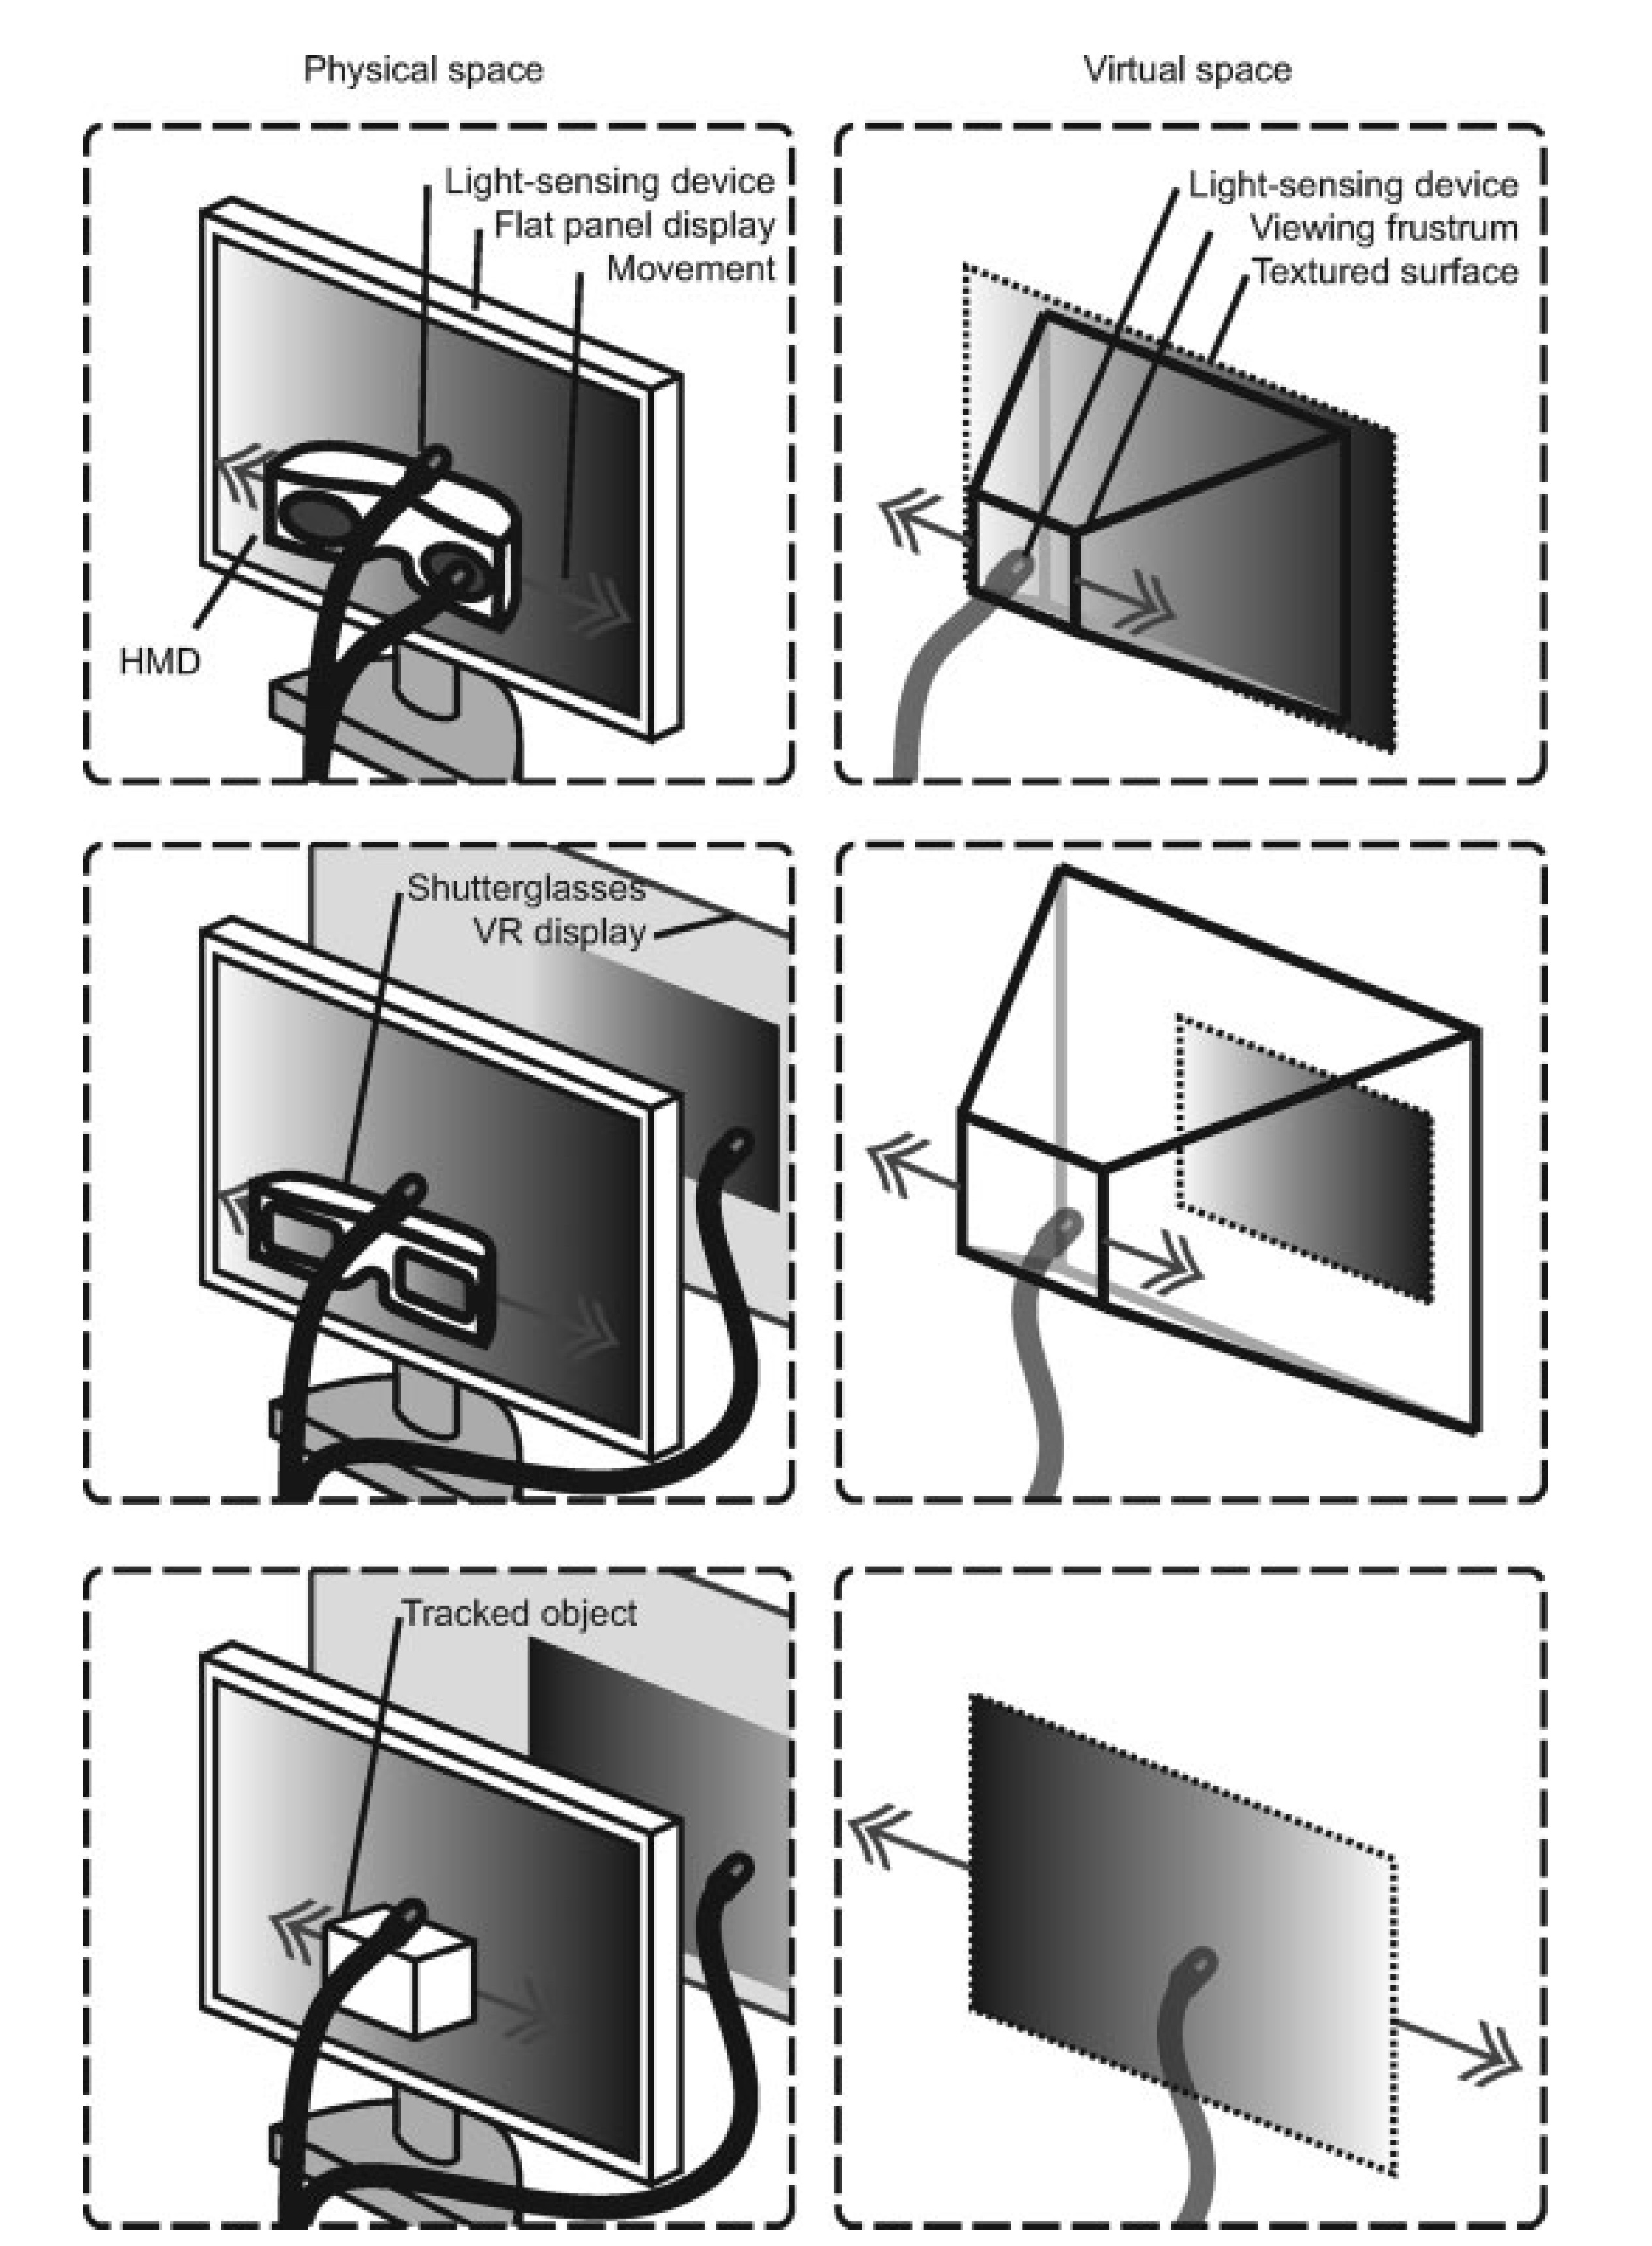 Physical space
Virtual space
Light-sensing device
Flat panel display
Movement
HMD
Light-sensing device
Viewing frustrum
Textured surface
Shutterglasses
VR display
Tracked object